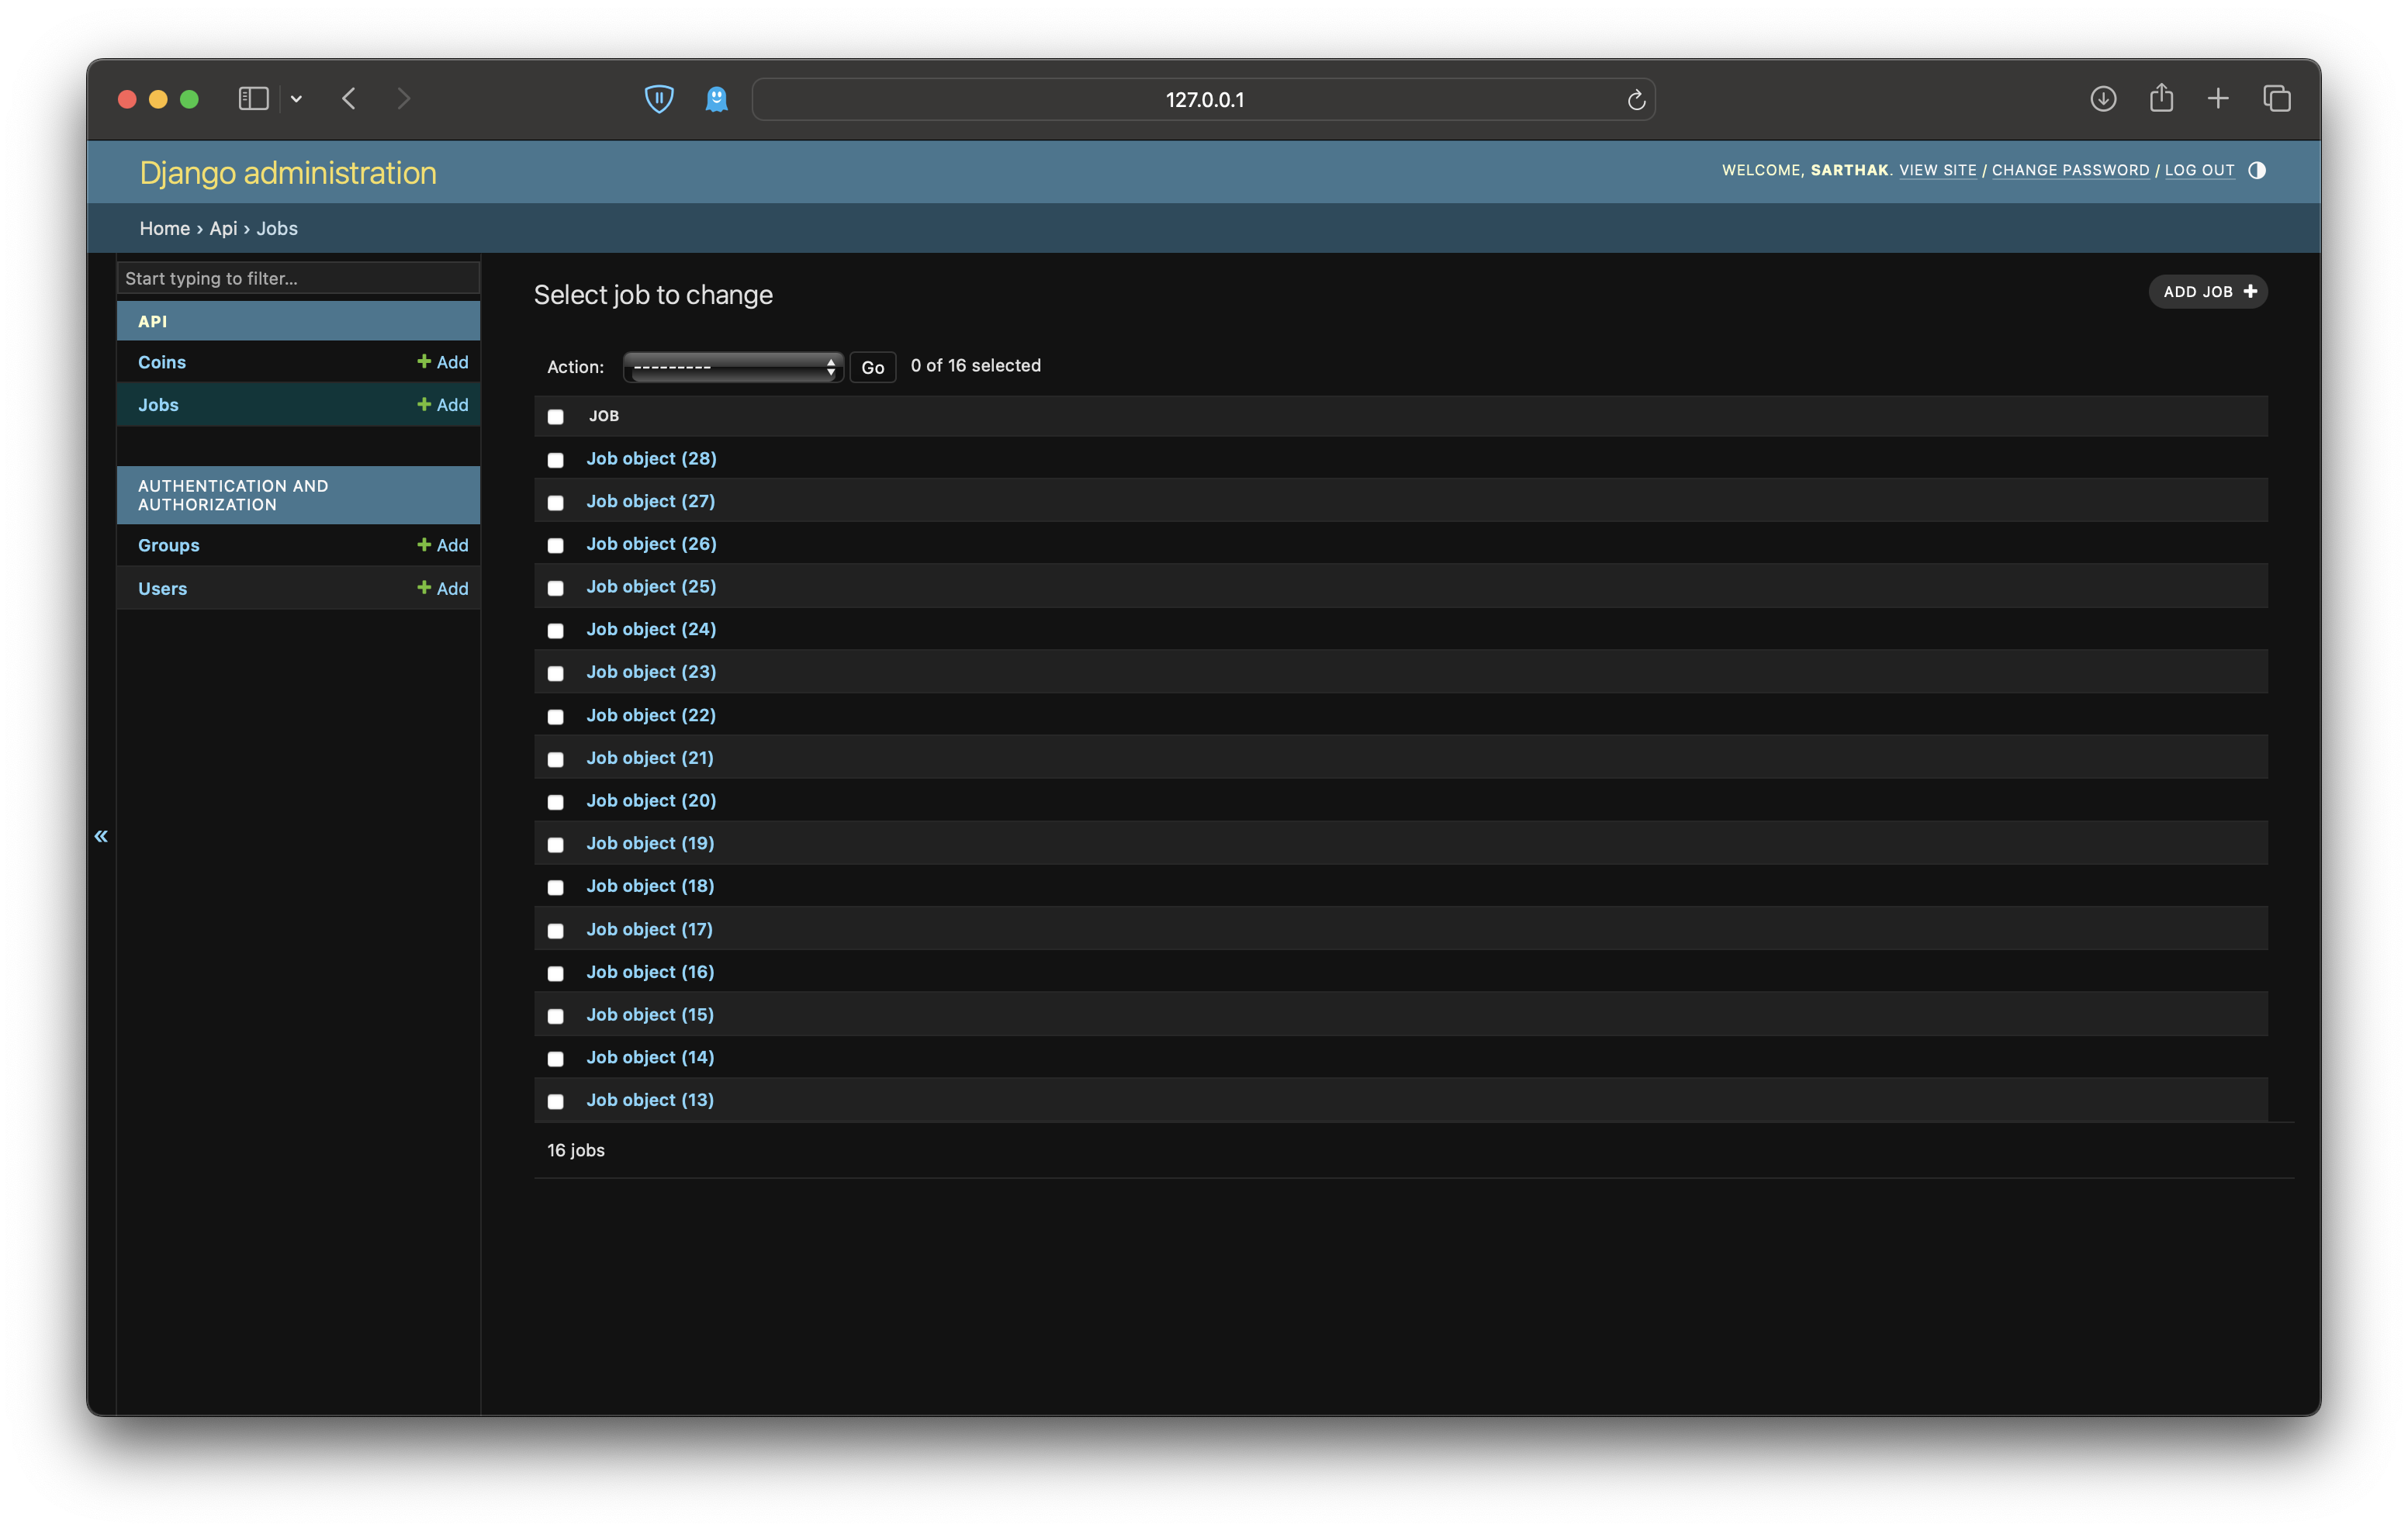 127.0.0.1
Django administration
WELCOME, SARTHAK. VIEW SITE / CHANGE PASSWORD / LOG OUT
Home › Api › Jobs
Start typing to filter...
API
Coins + Add
Jobs + Add
AUTHENTICATION AND
AUTHORIZATION
Groups + Add
Users + Add
«
Select job to change
ADD JOB +
Action: --------- Go 0 of 16 selected
JOB
Job object (28)
Job object (27)
Job object (26)
Job object (25)
Job object (24)
Job object (23)
Job object (22)
Job object (21)
Job object (20)
Job object (19)
Job object (18)
Job object (17)
Job object (16)
Job object (15)
Job object (14)
Job object (13)
16 jobs